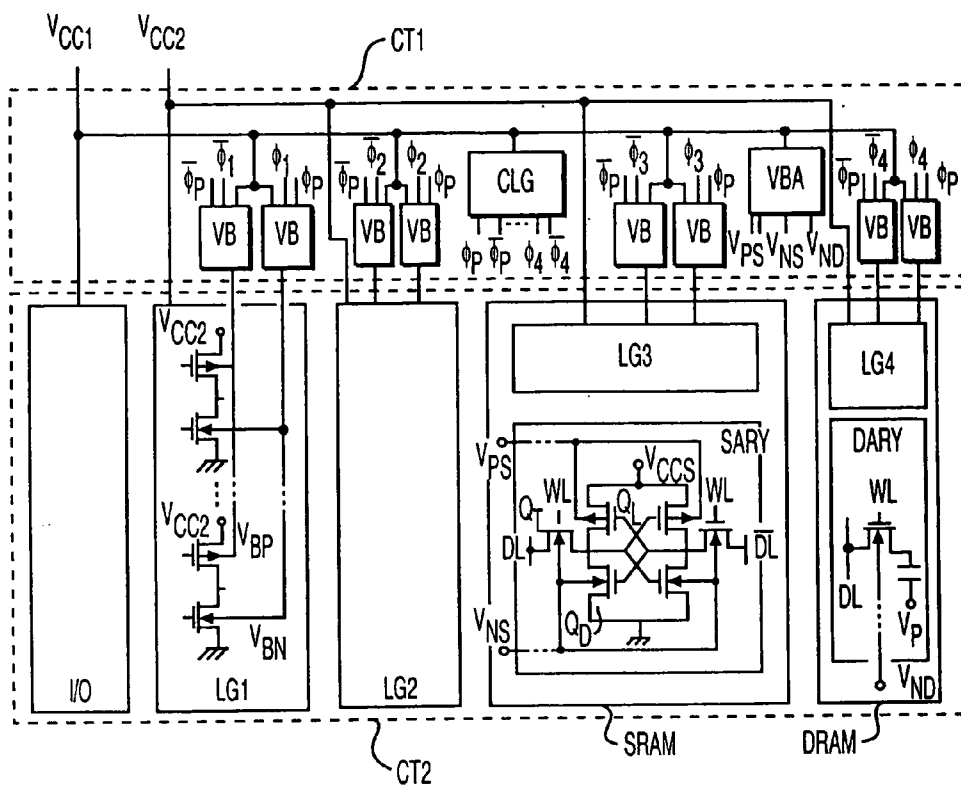 V_CC1 V_CC2 CT1
φ̅_P φ̅_1 φ_1 φ_P φ̅_P φ̅_2 φ_2 φ_P φ̅_P φ̅_3 φ_3 φ_P φ̅_P φ̅_4 φ_4 φ_P
VB VB VB VB CLG VB VB VBA VB VB
φ_P φ̅_P φ_4 φ̅_4 V_PS V_NS V_ND
V_CC2
LG3 LG4
SARY DARY
V_PS V_CCS
WL Q_L WL WL
Q_T
DL D̅L̅ DL
V_CC2 V_BP
V_P
V_NS Q_D
V_BN V_ND
I/O LG1 LG2
CT2 SRAM DRAM